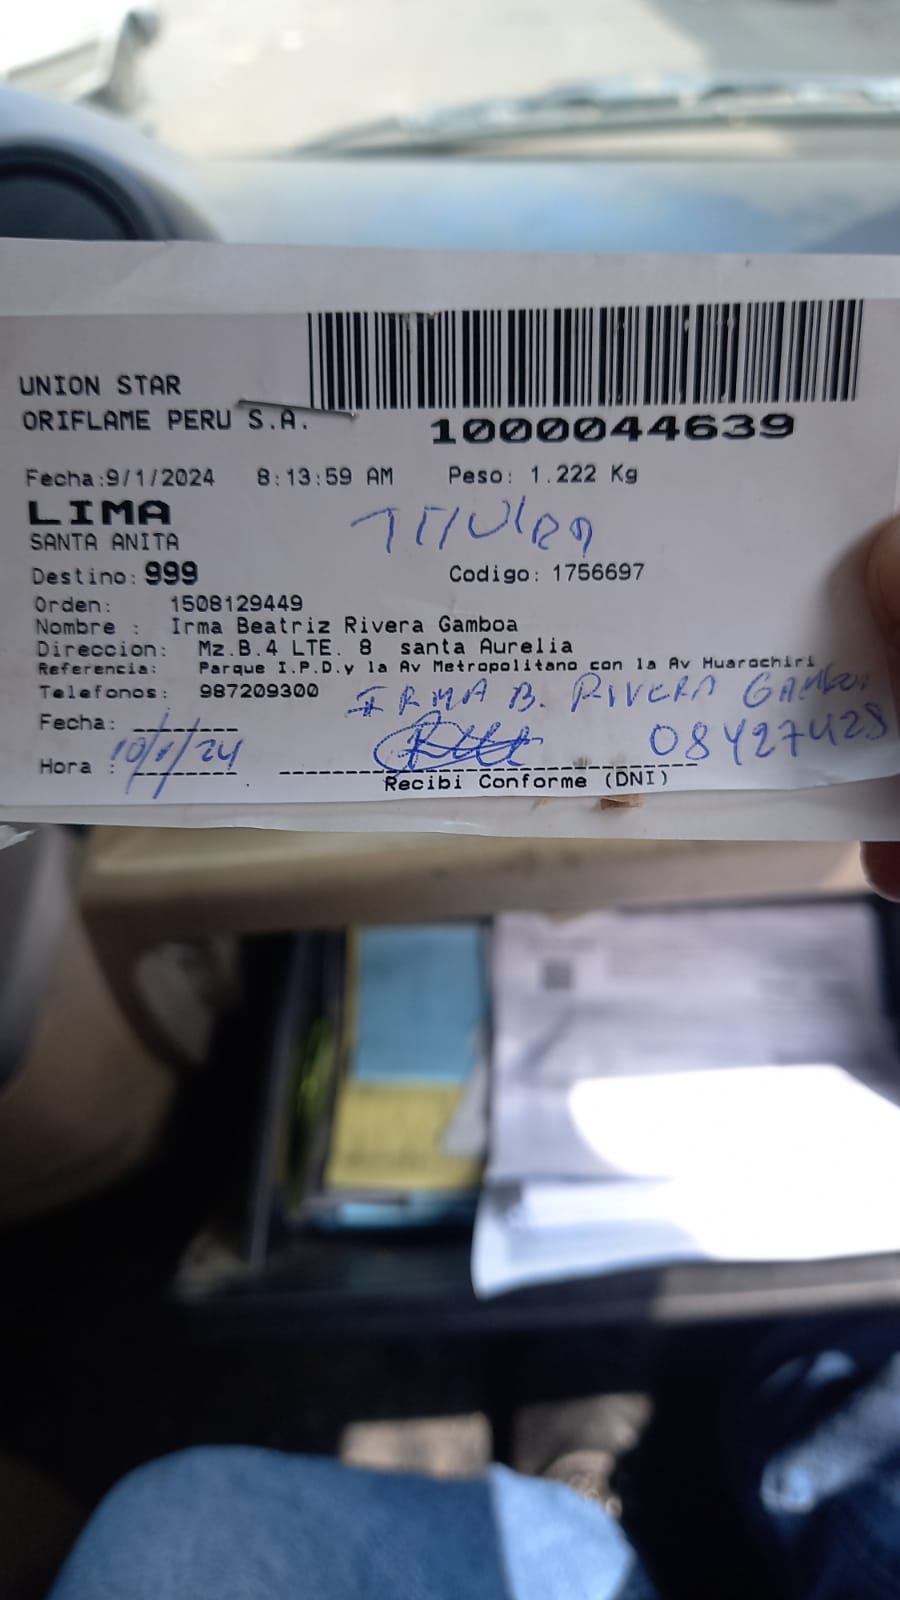 UNION STAR
ORIFLAME PERU S.A.
1000044639
Fecha:9/1/2024 8:13:59 AM Peso: 1.222 Kg
LIMA
TITULRA
SANTA ANITA
Destino: 999 Codigo: 1756697
Orden: 1508129449
Nombre : Irma Beatriz Rivera Gamboa
Direccion: Mz.B.4 LTE. 8 santa Aurelia
Referencia: Parque I.P.D.y la Av Metropolitano con la Av Huarochiri
Telefonos: 987209300 IRMA B. RIVERA Gamboa
Fecha: 10/1/24 08427428
Hora :
Recibi Conforme (DNI)